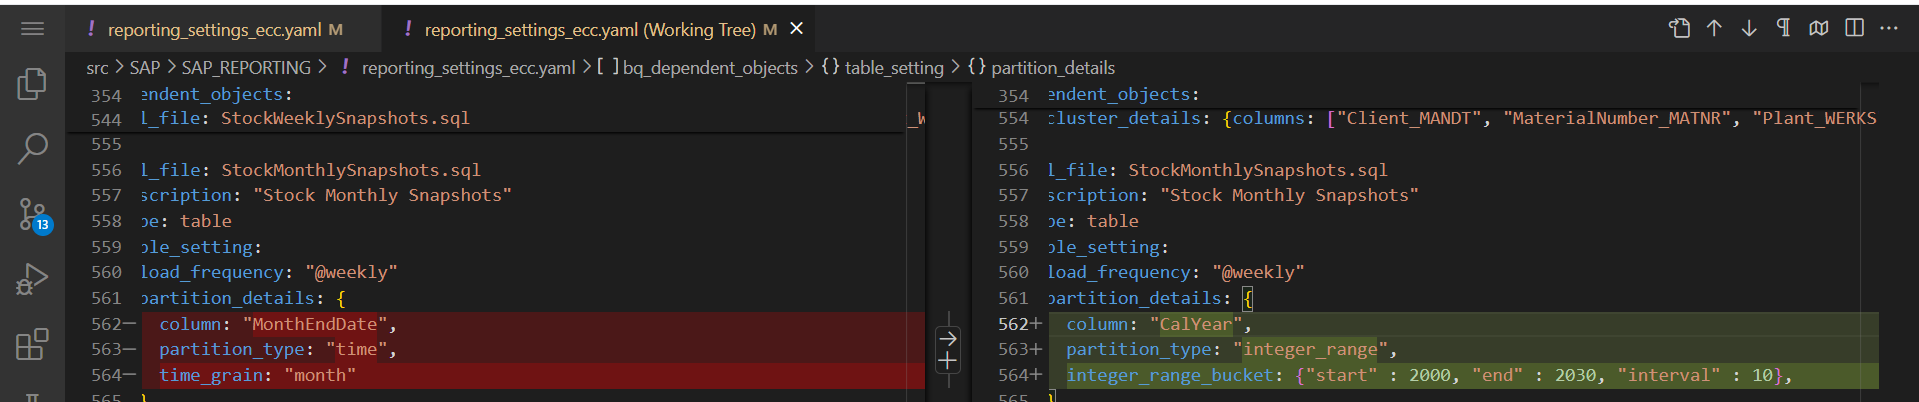 reporting_settings_ecc.yaml M
reporting_settings_ecc.yaml (Working Tree) M
src > SAP > SAP_REPORTING > ! reporting_settings_ecc.yaml > [ ] bq_dependent_objects > {} table_setting > {} partition_details
13
354 endent_objects:
544 l_file: StockWeeklySnapshots.sql
555
556 l_file: StockMonthlySnapshots.sql
557 scription: "Stock Monthly Snapshots"
558 pe: table
559 ble_setting:
560 load_frequency: "@weekly"
561 partition_details: {
562— column: "MonthEndDate",
563— partition_type: "time",
564— time_grain: "month"
565 }
_W
354 endent_objects:
554 cluster_details: {columns: ["Client_MANDT", "MaterialNumber_MATNR", "Plant_WERKS
555
556 l_file: StockMonthlySnapshots.sql
557 scription: "Stock Monthly Snapshots"
558 pe: table
559 ble_setting:
560 load_frequency: "@weekly"
561 partition_details: {
562+ column: "CalYear",
563+ partition_type: "integer_range",
564+ integer_range_bucket: {"start" : 2000, "end" : 2030, "interval" : 10},
565 }